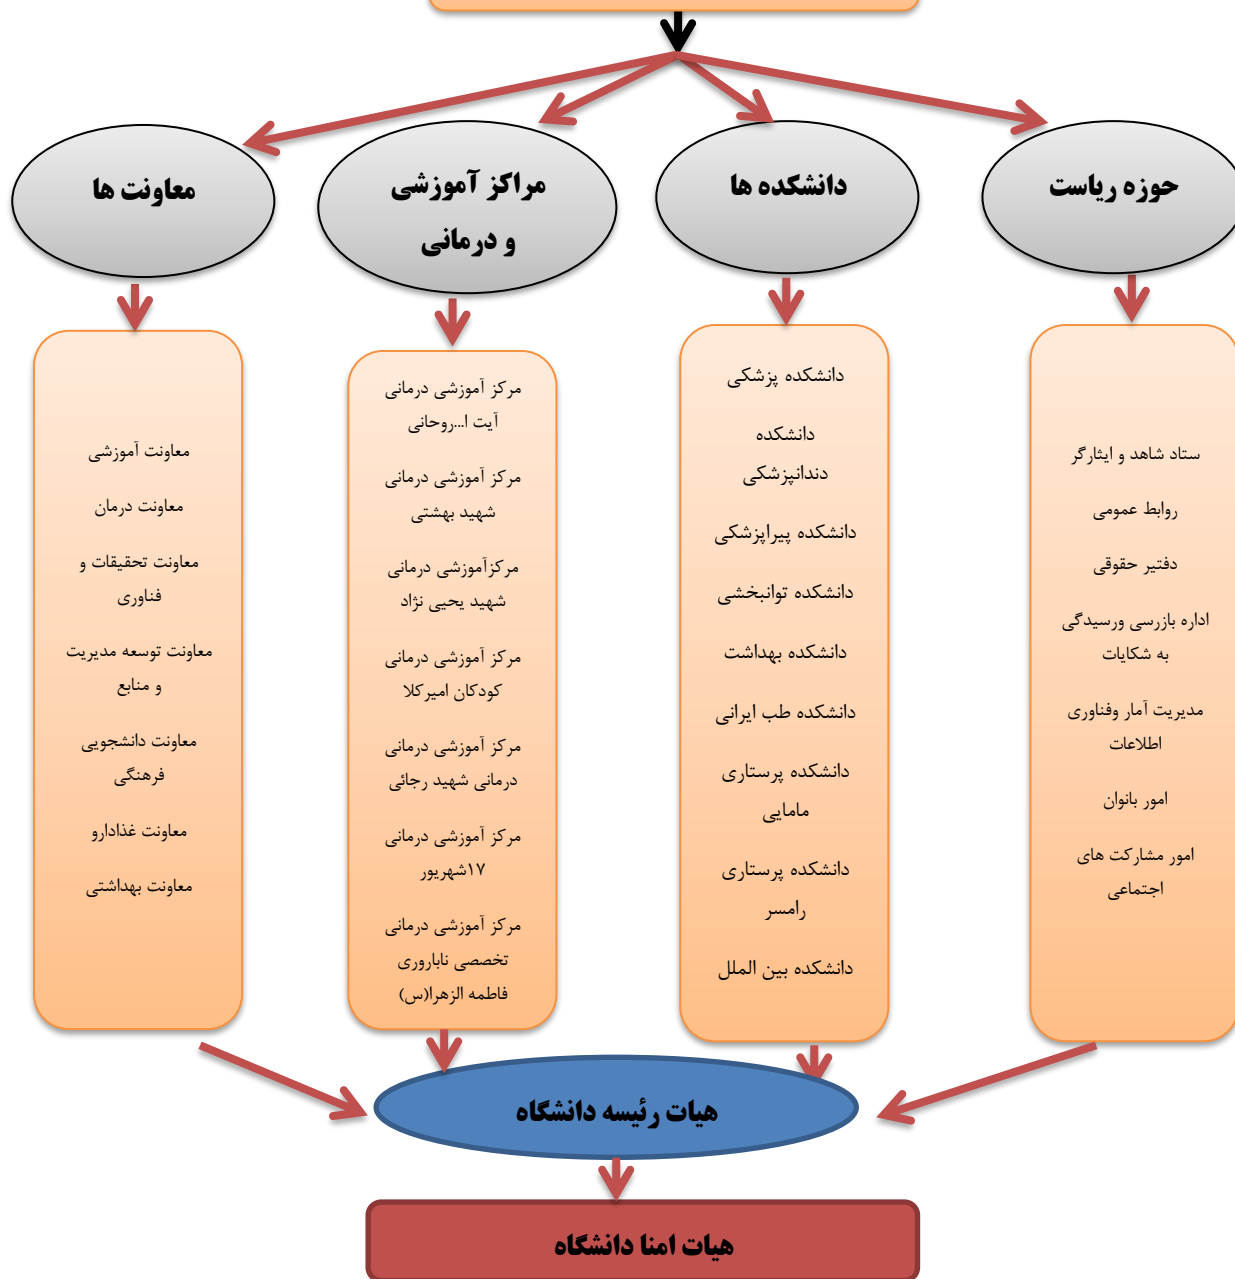 حوزه ریاست
دانشکده ها
مراکز آموزشی
و درمانی
معاونت ها
ستاد شاهد و ایثارگر
روابط عمومی
دفتیر حقوقی
اداره بازرسی ورسیدگی
به شکایات
مدیریت آمار وفناوری
اطلاعات
امور بانوان
امور مشارکت های
اجتماعی
دانشکده پزشکی
دانشکده
دندانپزشکی
دانشکده پیراپزشکی
دانشکده توانبخشی
دانشکده بهداشت
دانشکده طب ایرانی
دانشکده پرستاری
مامایی
دانشکده پرستاری
رامسر
دانشکده بین الملل
مرکز آموزشی درمانی
آیت ا...روحانی
مرکز آموزشی درمانی
شهید بهشتی
مرکزآموزشی درمانی
شهید یحیی نژاد
مرکز آموزشی درمانی
کودکان امیرکلا
مرکز آموزشی درمانی
درمانی شهید رجائی
مرکز آموزشی درمانی
۱۷شهریور
مرکز آموزشی درمانی
تخصصی ناباروری
فاطمه الزهرا(س)
معاونت آموزشی
معاونت درمان
معاونت تحقیقات و
فناوری
معاونت توسعه مدیریت
و منابع
معاونت دانشجویی
فرهنگی
معاونت غذادارو
معاونت بهداشتی
هیات رئیسه دانشگاه
هیات امنا دانشگاه